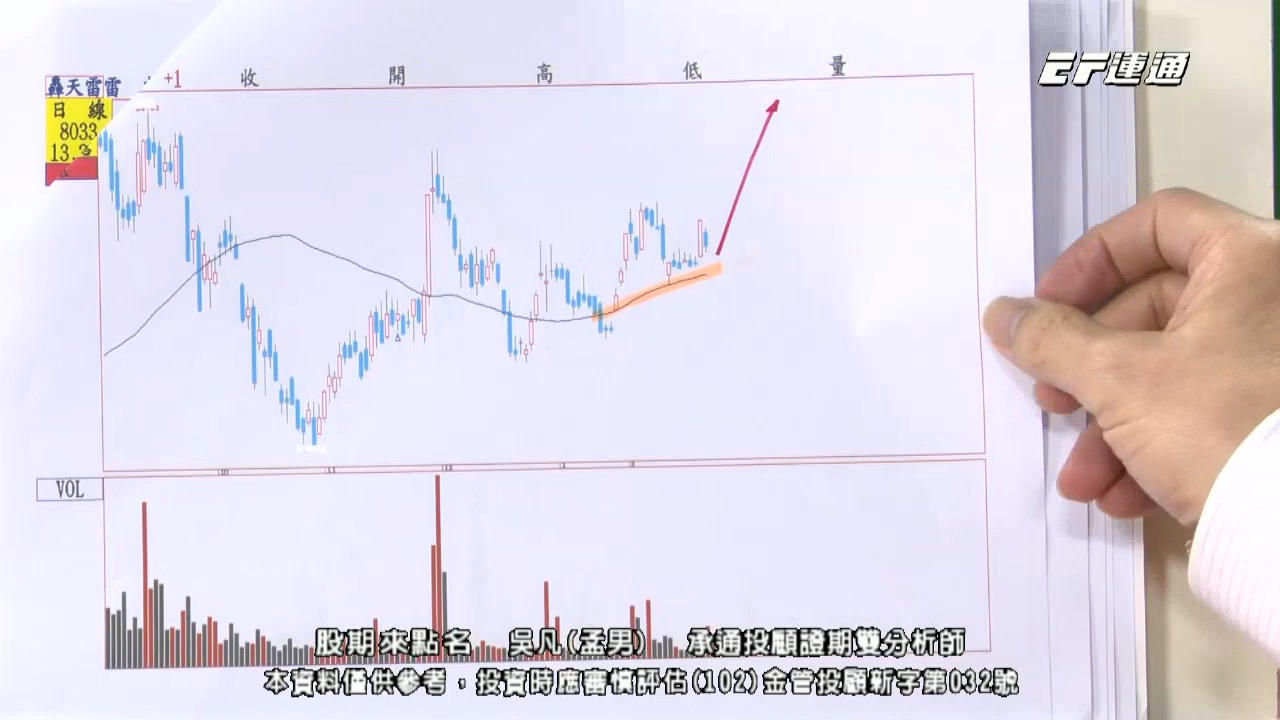 EF連通
轟天雷雷 +1 收 開 高 低 量
日 線
8033
VOL
股期來點名 吳凡(孟男) 承通投顧證期雙分析師
本資料僅供參考，投資時應審慎評估(102)金管投顧新字第032號